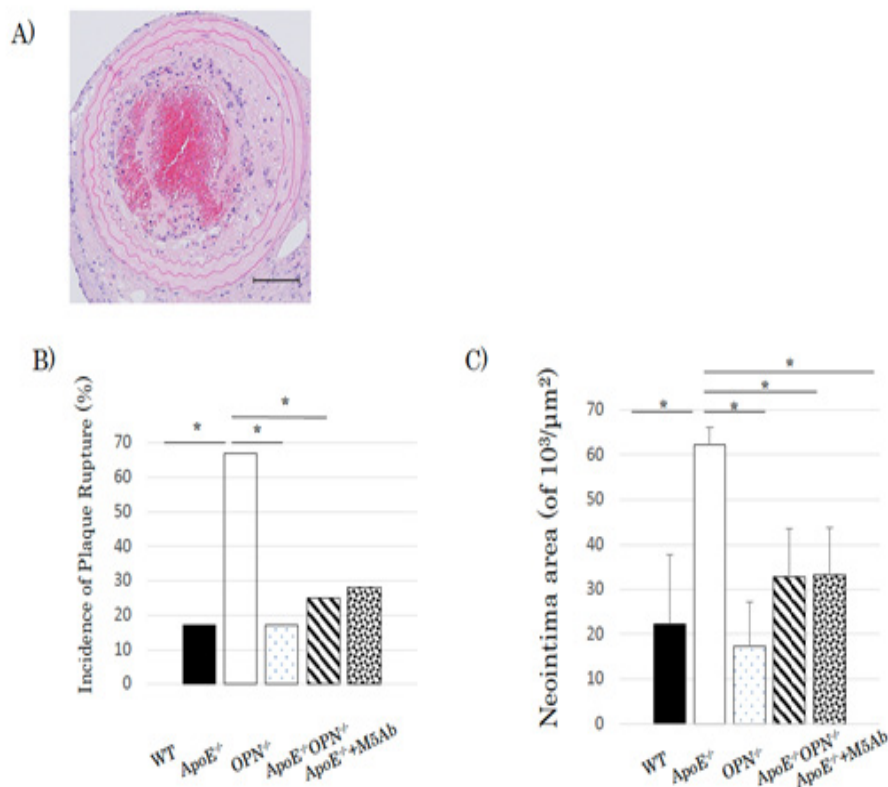 A)
B)
Incidence of Plaque Rupture (%)
*
*
*
70
60
50
40
30
20
10
0
WT
ApoE⁻/⁻
OPN⁻/⁻
ApoE⁻/⁻OPN⁻/⁻
ApoE⁻/⁻+M5Ab
C)
Neointima area (of 10³/μm²)
*
*
*
*
70
60
50
40
30
20
10
0
WT
ApoE⁻/⁻
OPN⁻/⁻
ApoE⁻/⁻OPN⁻/⁻
ApoE⁻/⁻+M5Ab